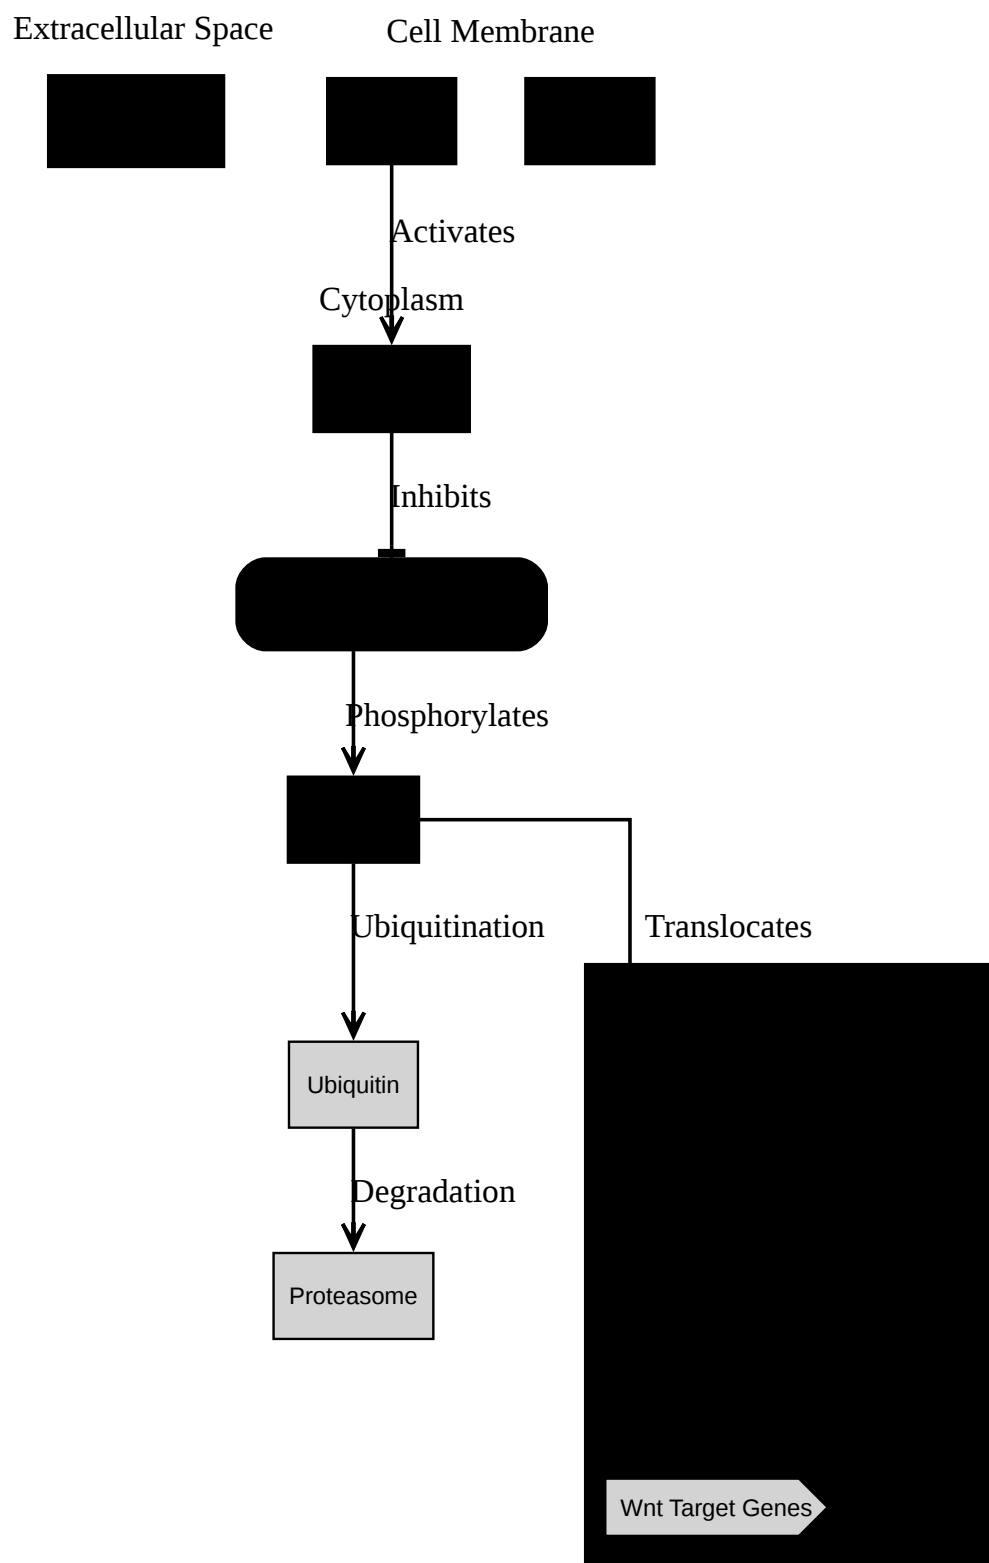 Extracellular Space
Cell Membrane
Activates
Cytoplasm
Inhibits
Phosphorylates
Ubiquitination
Translocates
Ubiquitin
Degradation
Proteasome
Wnt Target Genes